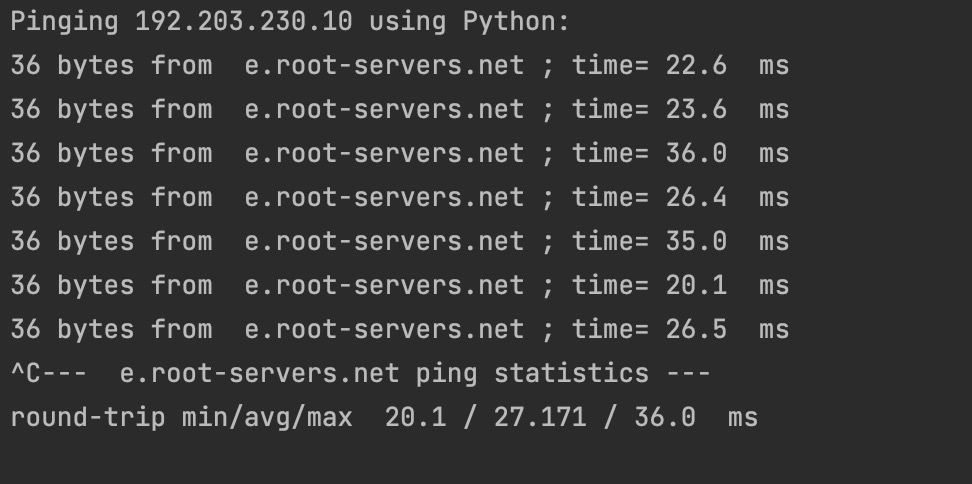 Pinging 192.203.230.10 using Python:
36 bytes from  e.root-servers.net ; time= 22.6  ms
36 bytes from  e.root-servers.net ; time= 23.6  ms
36 bytes from  e.root-servers.net ; time= 36.0  ms
36 bytes from  e.root-servers.net ; time= 26.4  ms
36 bytes from  e.root-servers.net ; time= 35.0  ms
36 bytes from  e.root-servers.net ; time= 20.1  ms
36 bytes from  e.root-servers.net ; time= 26.5  ms
^C---  e.root-servers.net ping statistics ---
round-trip min/avg/max  20.1 / 27.171 / 36.0  ms